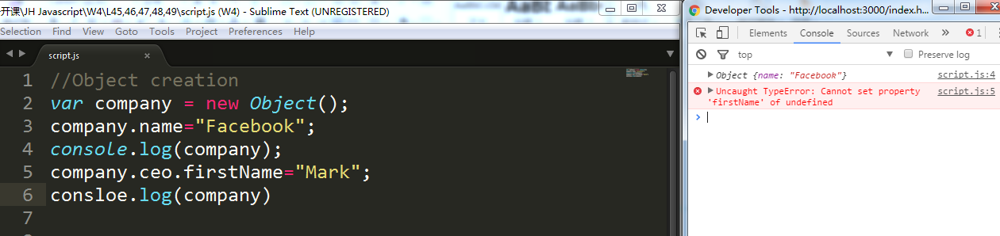 开课\JH Javascript\W4\L45,46,47,48,49\script.js (W4) - Sublime Text (UNREGISTERED)
Selection Find View Goto Tools Project Preferences Help
script.js ×
1 //Object creation
2 var company = new Object();
3 company.name="Facebook";
4 console.log(company);
5 company.ceo.firstName="Mark";
6 consloe.log(company)
7
Developer Tools - http://localhost:3000/index.h...
Elements Console Sources Network » 1
top Preserve log
Object {name: "Facebook"} script.js:4
Uncaught TypeError: Cannot set property script.js:5
'firstName' of undefined